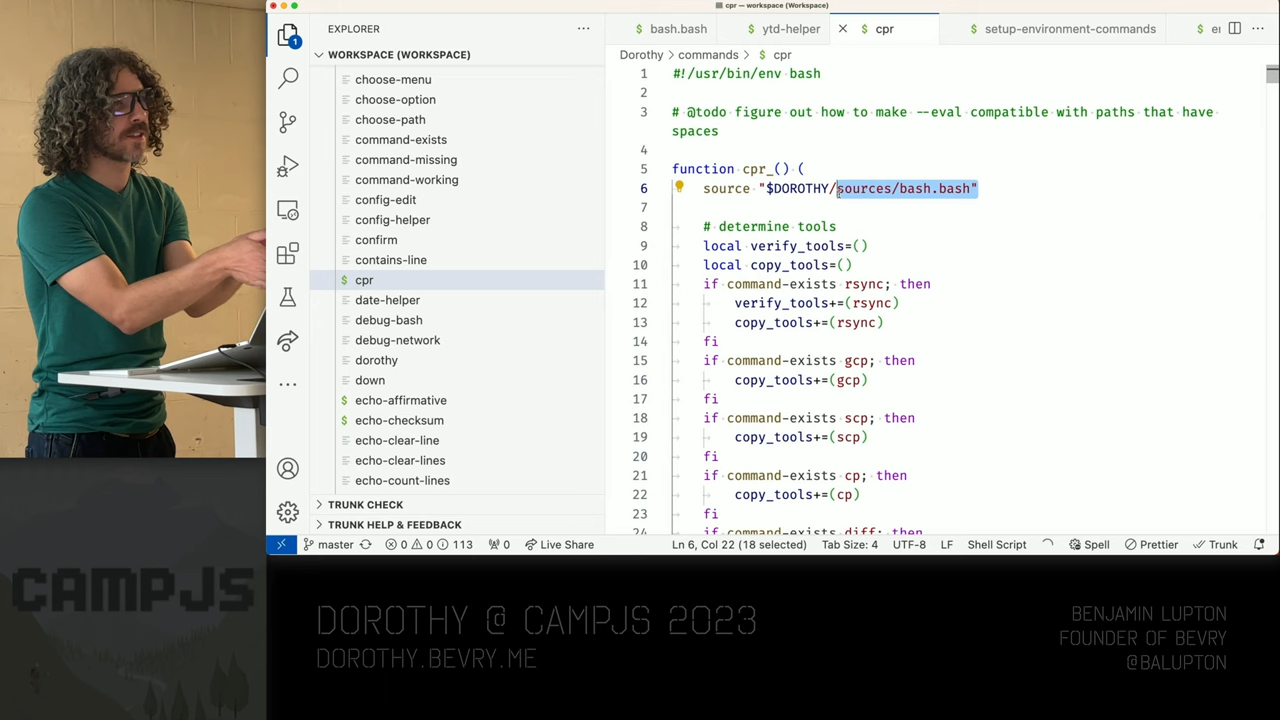 cpr — workspace (Workspace)
EXPLORER
WORKSPACE (WORKSPACE)
choose-menu
choose-option
choose-path
command-exists
command-missing
command-working
config-edit
config-helper
confirm
contains-line
$ cpr
date-helper
debug-bash
debug-network
dorothy
down
$ echo-affirmative
$ echo-checksum
echo-clear-line
echo-clear-lines
echo-count-lines
TRUNK CHECK
TRUNK HELP & FEEDBACK
1
$ bash.bash $ ytd-helper $ cpr $ setup-environment-commands $
Dorothy > commands > $ cpr
1 #!/usr/bin/env bash
2
3 # @todo figure out how to make --eval compatible with paths that have
spaces
4
5 function cpr_() (
6 source "$DOROTHY/sources/bash.bash"
7
8 # determine tools
9 local verify_tools=()
10 local copy_tools=()
11 if command-exists rsync; then
12 verify_tools+=(rsync)
13 copy_tools+=(rsync)
14 fi
15 if command-exists gcp; then
16 copy_tools+=(gcp)
17 fi
18 if command-exists scp; then
19 copy_tools+=(scp)
20 fi
21 if command-exists cp; then
22 copy_tools+=(cp)
23 fi
24 if command-exists diff; then
master 0 0 113 0 Live Share Ln 6, Col 22 (18 selected) Tab Size: 4 UTF-8 LF Shell Script Spell Prettier Trunk
CAMPJS
DOROTHY @ CAMPJS 2023
DOROTHY.BEVRY.ME
BENJAMIN LUPTON
FOUNDER OF BEVRY
@BALUPTON